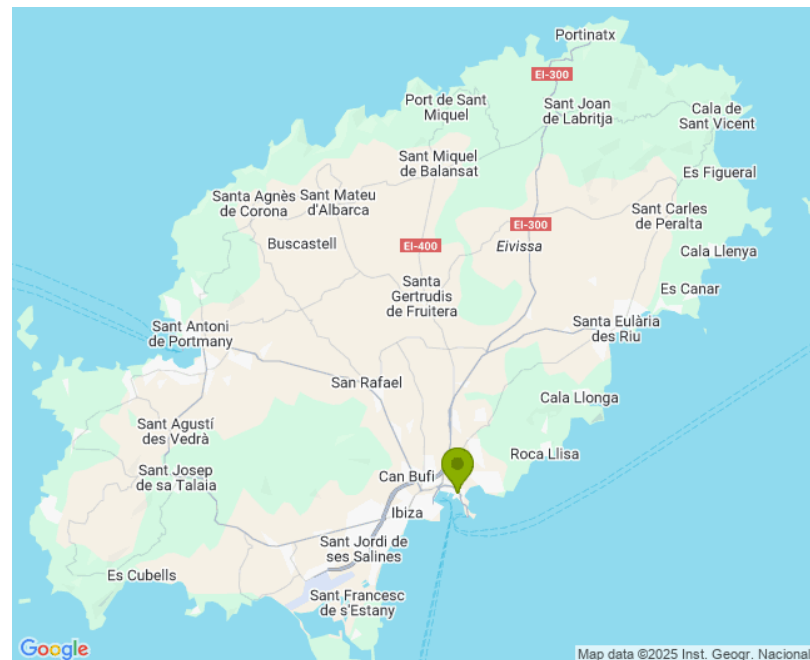 Portinatx
EI-300
Port de Sant
Miquel
Sant Joan
de Labritja
Cala de
Sant Vicent
Sant Miquel
de Balansat
Es Figueral
Santa Agnès
de Corona
Sant Mateu
d'Albarca
Sant Carles
de Peralta
EI-300
Buscastell
EI-400
Eivissa
Cala Llenya
Santa
Gertrudis
de Fruitera
Es Canar
Sant Antoni
de Portmany
Santa Eulària
des Riu
San Rafael
Cala Llonga
Sant Agustí
des Vedrà
Roca Llisa
Sant Josep
de sa Talaia
Can Bufi
Ibiza
Sant Jordi de
ses Salines
Es Cubells
Sant Francesc
de s'Estany
Google
Map data ©2025 Inst. Geogr. Nacional